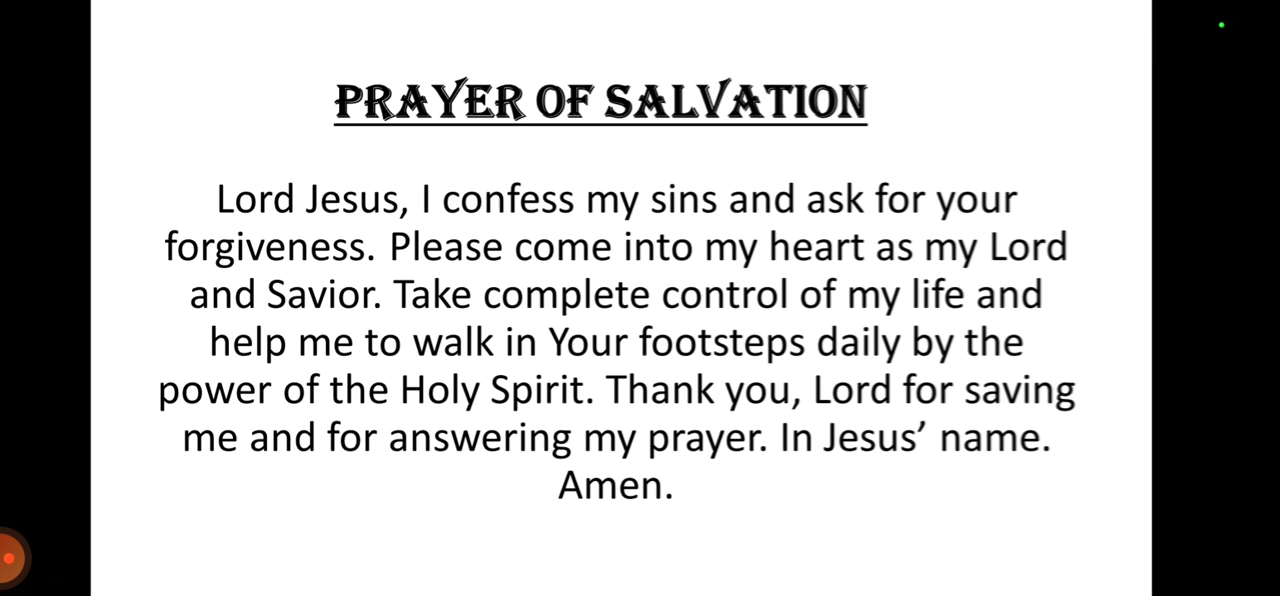 PRAYER OF SALVATION
Lord Jesus, I confess my sins and ask for your
forgiveness. Please come into my heart as my Lord
and Savior. Take complete control of my life and
help me to walk in Your footsteps daily by the
power of the Holy Spirit. Thank you, Lord for saving
me and for answering my prayer. In Jesus’ name.
Amen.